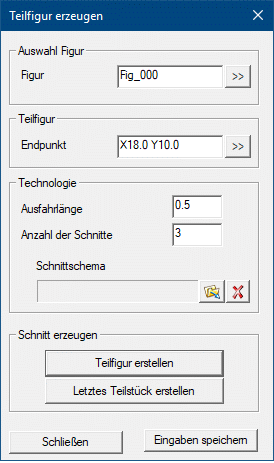 Teilfigur erzeugen
Auswahl Figur
Figur Fig_000 >>
Teilfigur
Endpunkt X18.0 Y10.0 >>
Technologie
Ausfahrlänge 0.5
Anzahl der Schnitte 3
Schnittschema
Schnitt erzeugen
Teilfigur erstellen
Letztes Teilstück erstellen
Schließen Eingaben speichern